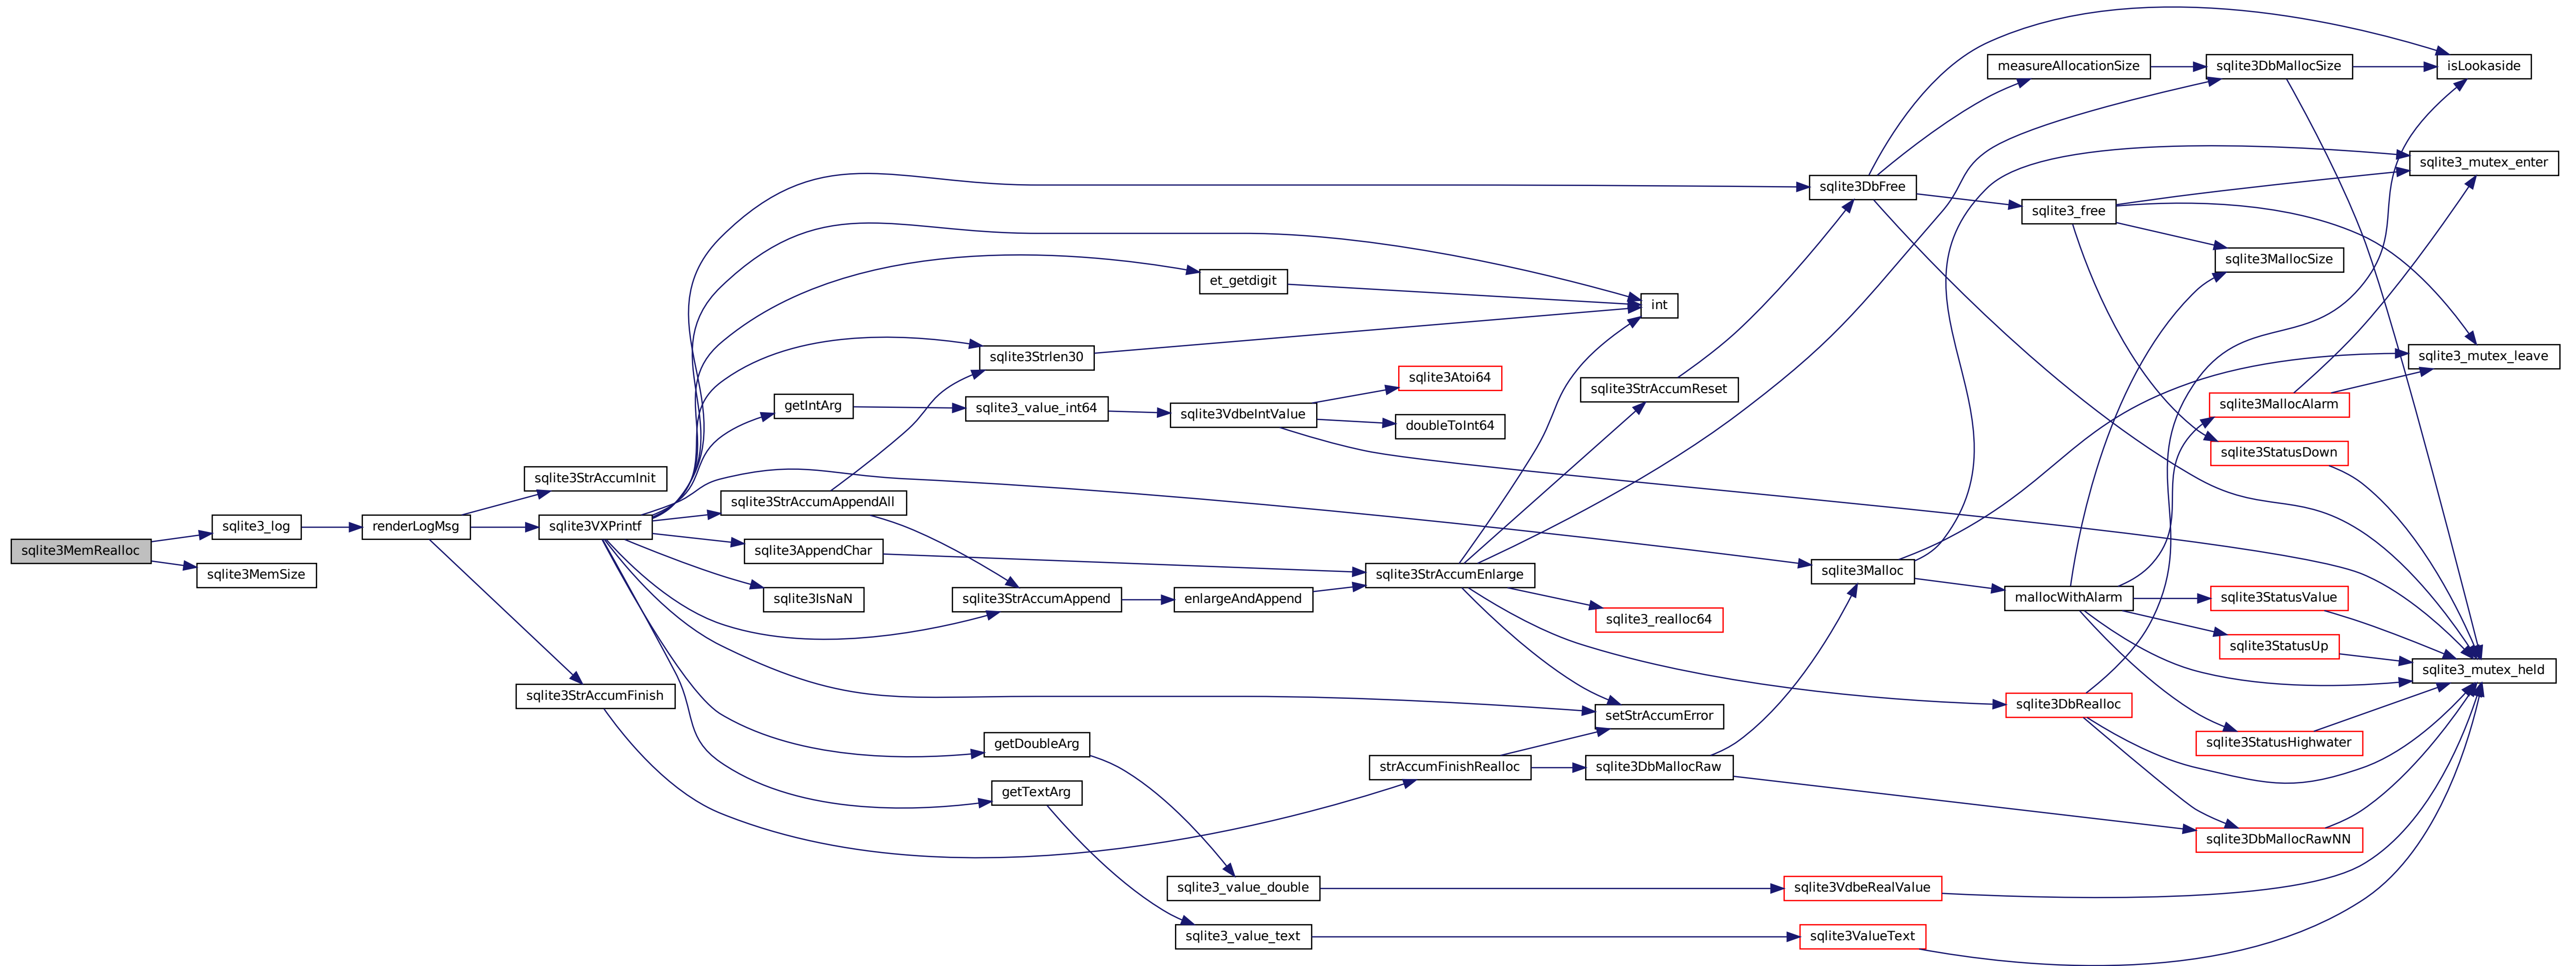 sqlite3MemRealloc
sqlite3_log
sqlite3MemSize
renderLogMsg
sqlite3StrAccumInit
sqlite3VXPrintf
sqlite3StrAccumFinish
sqlite3StrAccumAppendAll
sqlite3AppendChar
sqlite3IsNaN
getIntArg
sqlite3Strlen30
sqlite3_value_int64
sqlite3StrAccumAppend
getDoubleArg
getTextArg
et_getdigit
sqlite3VdbeIntValue
enlargeAndAppend
sqlite3_value_double
sqlite3_value_text
sqlite3Atoi64
doubleToInt64
sqlite3StrAccumEnlarge
strAccumFinishRealloc
int
sqlite3StrAccumReset
sqlite3_realloc64
setStrAccumError
sqlite3DbMallocRaw
sqlite3DbFree
sqlite3Malloc
sqlite3VdbeRealValue
sqlite3ValueText
measureAllocationSize
sqlite3_free
mallocWithAlarm
sqlite3DbRealloc
sqlite3DbMallocSize
sqlite3MallocSize
sqlite3MallocAlarm
sqlite3StatusDown
sqlite3StatusValue
sqlite3StatusUp
sqlite3StatusHighwater
sqlite3DbMallocRawNN
isLookaside
sqlite3_mutex_enter
sqlite3_mutex_leave
sqlite3_mutex_held